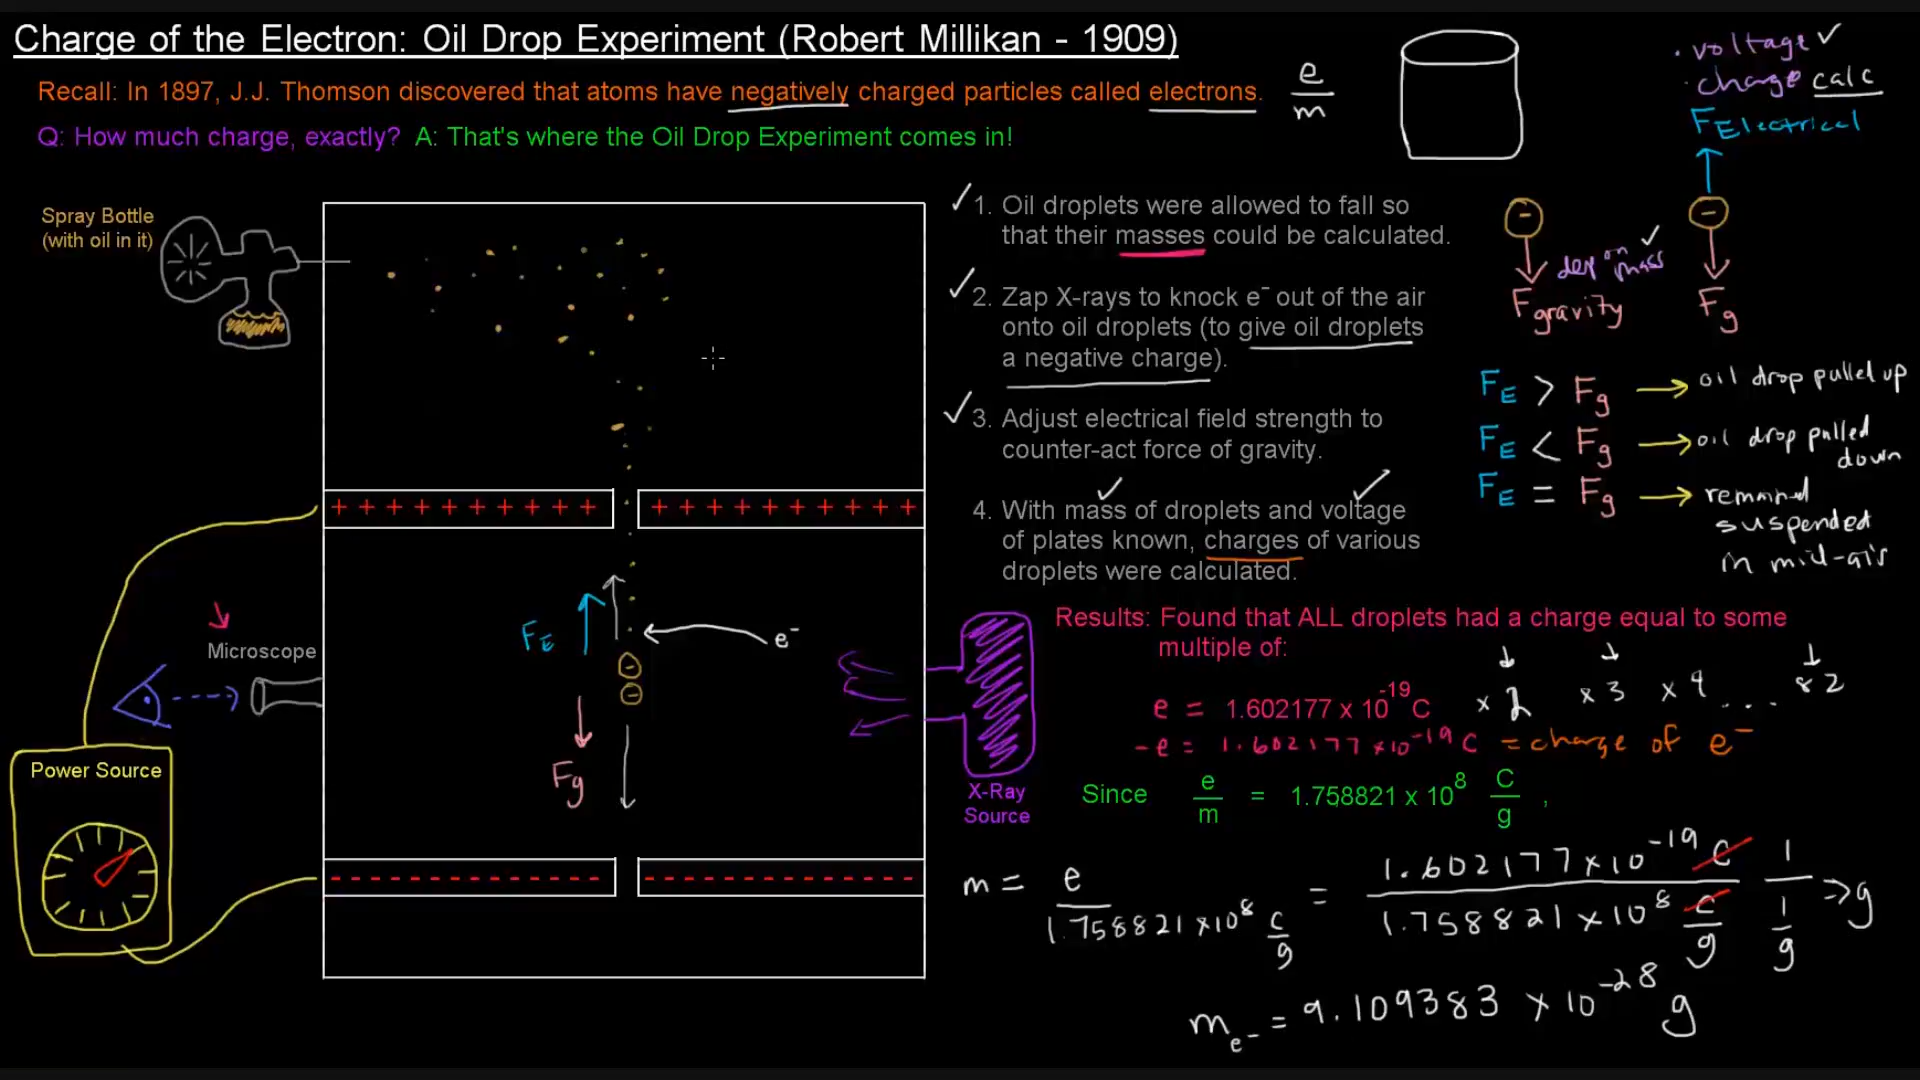 Charge of the Electron: Oil Drop Experiment (Robert Millikan - 1909)
Recall: In 1897, J.J. Thomson discovered that atoms have negatively charged particles called electrons.
e
m
Q: How much charge, exactly? A: That's where the Oil Drop Experiment comes in!
· voltage ✓
· charge calc
F Electrical
Spray Bottle
(with oil in it)
✓ 1. Oil droplets were allowed to fall so
that their masses could be calculated.
✓ 2. Zap X-rays to knock e⁻ out of the air
onto oil droplets (to give oil droplets
a negative charge).
✓ 3. Adjust electrical field strength to
counter-act force of gravity.
4. With mass of droplets and voltage
of plates known, charges of various
droplets were calculated.
-
-
dep on mass ✓
F gravity
Fg
FE > Fg → oil drop pulled up
FE < Fg → oil drop pulled
down
FE = Fg → remained
suspended
in mid-air
+ + + + + + + + + +
+ + + + + + + + + +
FE
e⁻
-
-
Fg
Microscope
Power Source
X-Ray
Source
- - - - - - - - - - - - - -
- - - - - - - - - - - - - -
Results: Found that ALL droplets had a charge equal to some
multiple of:
e = 1.602177 x 10⁻¹⁹ C x 2 x 3 x 4 ... 82
-e = 1.602177 x 10⁻¹⁹ C = charge of e⁻
Since e/m = 1.758821 x 10⁸ C/g ,
m = e / 1.758821 x 10⁸ C/g = 1.602177 x 10⁻¹⁹ C / 1.758821 x 10⁸ C/g 1 / 1/g → g
m e⁻ = 9.109383 x 10⁻²⁸ g